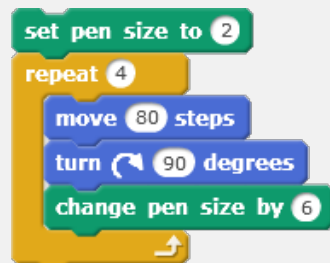 set pen size to 2
repeat 4
move 80 steps
turn 90 degrees
change pen size by 6